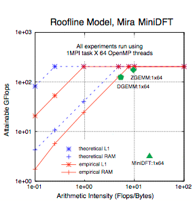 Roofline Model, Mira MiniDFT
All experiments run using
1MPI task X 64 OpenMP threads
1e+03
1e+02
1e+01
1e+00
ZGEMM:1x64
DGEMM:1x64
MiniDFT:1x64
theoretical L1
theoretical RAM
empirical L1
empirical RAM
1e-01
1e+00
1e+01
1e+02
Attainable GFlops
Arithmetic Intensity (Flops/Bytes)